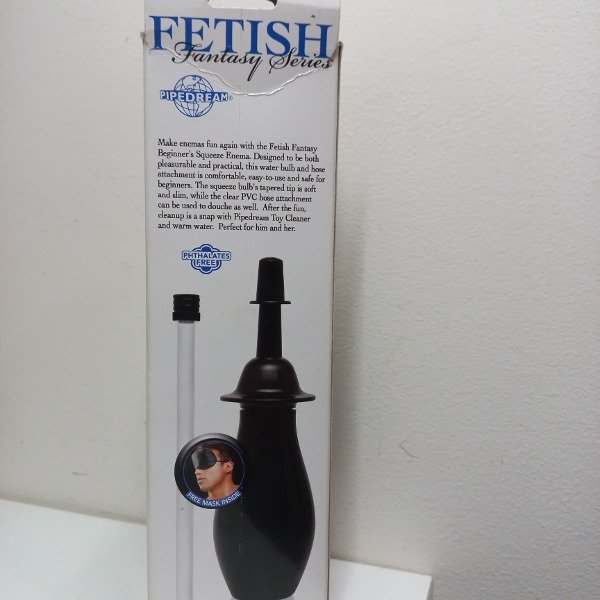 FETISH
Fantasy Series
PIPEDREAM®
Make enemas fun again with the Fetish Fantasy
Beginner's Squeeze Enema. Designed to be both
pleasurable and practical, this water bulb and hose
attachment is comfortable, easy-to-use and safe for
beginners. The squeeze bulb's tapered tip is soft
and slim, while the clear PVC hose attachment
can be used to douche as well. After the fun,
cleanup is a snap with Pipedream Toy Cleaner
and warm water. Perfect for him and her.
PHTHALATES
FREE
FREE MASK INSIDE